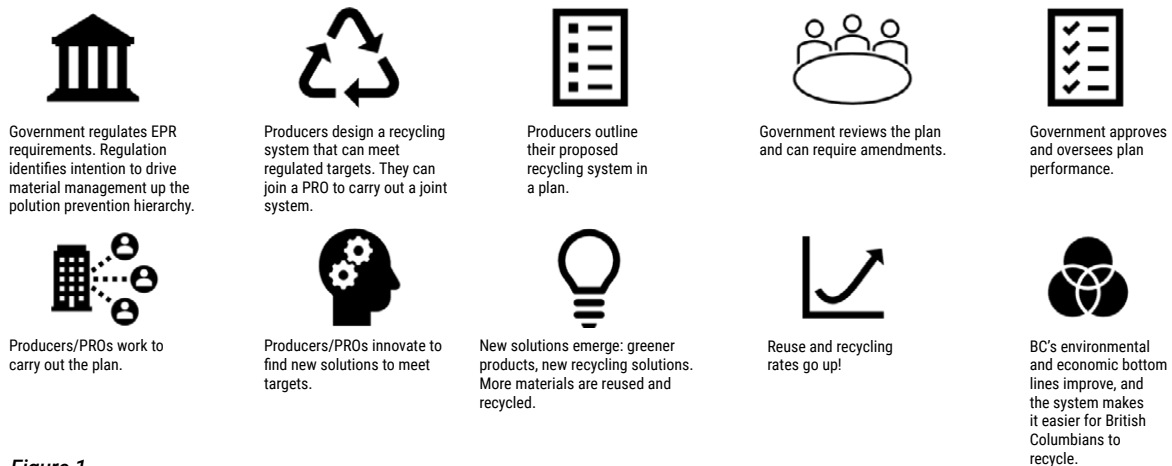 Government regulates EPR
requirements. Regulation
identifies intention to drive
material management up the
polution prevention hierarchy.
Producers design a recycling
system that can meet
regulated targets. They can
join a PRO to carry out a joint
system.
Producers outline
their proposed
recycling system in
a plan.
Government reviews the plan
and can require amendments.
Government approves
and oversees plan
performance.
Producers/PROs work to
carry out the plan.
Producers/PROs innovate to
find new solutions to meet
targets.
New solutions emerge: greener
products, new recycling solutions.
More materials are reused and
recycled.
Reuse and recycling
rates go up!
BC's environmental
and economic bottom
lines improve, and
the system makes
it easier for British
Columbians to
recycle.
Figure 1